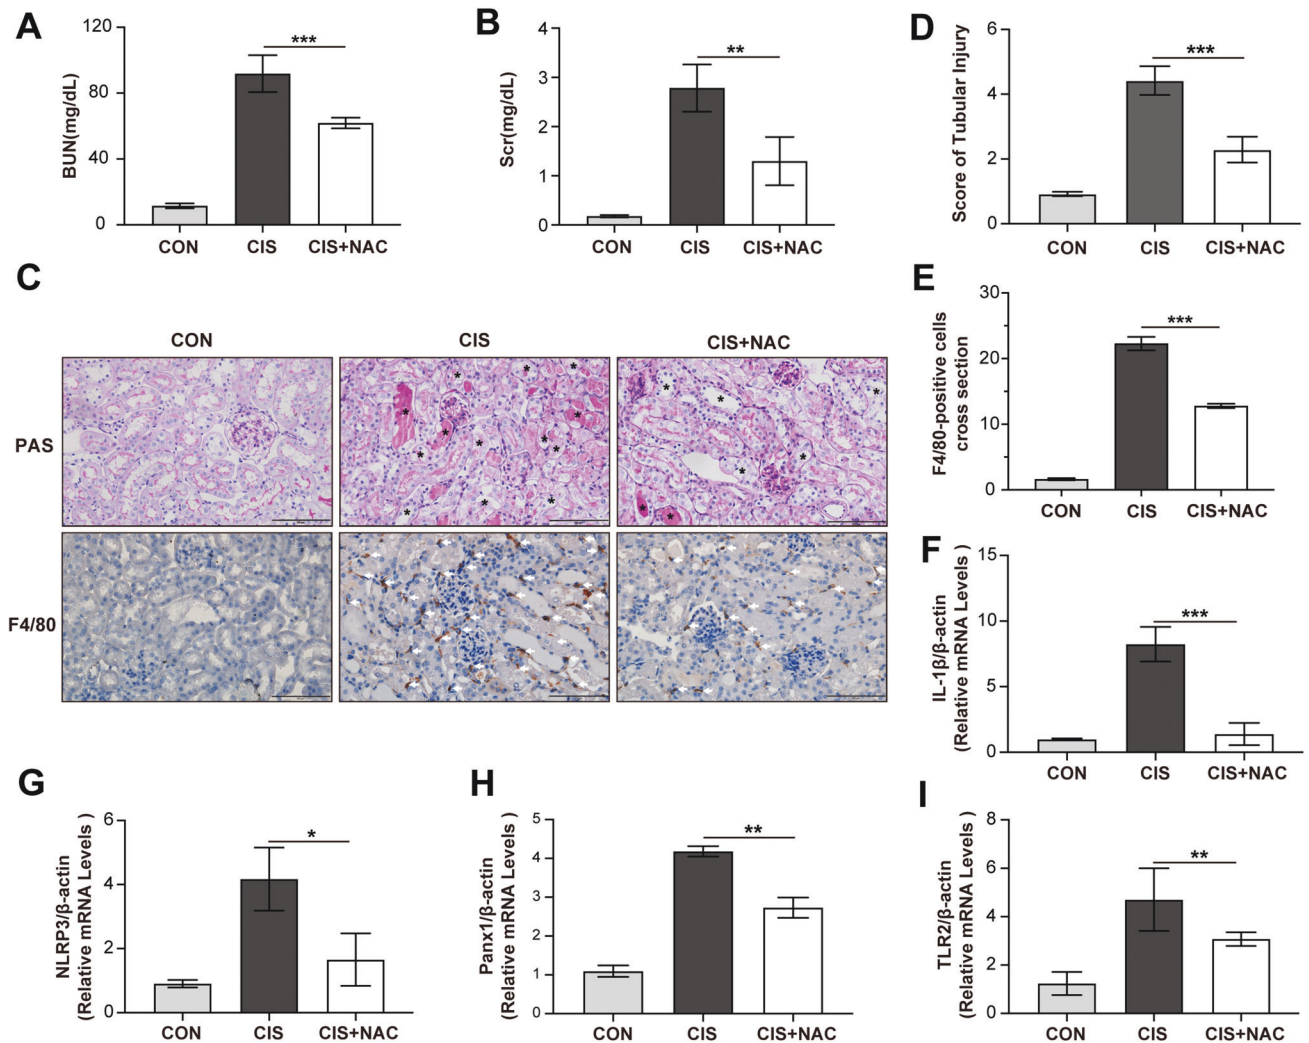 A
120
80
40
0
BUN(mg/dL)
***
CON
CIS
CIS+NAC
B
4
3
2
1
0
Scr(mg/dL)
**
CON
CIS
CIS+NAC
D
6
4
2
0
Score of Tubular Injury
***
CON
CIS
CIS+NAC
C
CON
CIS
CIS+NAC
PAS
F4/80
E
30
20
10
0
F4/80-positive cells
cross section
***
CON
CIS
CIS+NAC
F
15
10
5
0
IL-1β/β-actin
(Relative mRNA Levels )
***
CON
CIS
CIS+NAC
G
6
4
2
0
NLRP3/β-actin
(Relative mRNA Levels )
*
CON
CIS
CIS+NAC
H
5
4
3
2
1
0
Panx1/β-actin
(Relative mRNA Levels )
**
CON
CIS
CIS+NAC
I
8
6
4
2
0
TLR2/β-actin
(Relative mRNA Levels )
**
CON
CIS
CIS+NAC